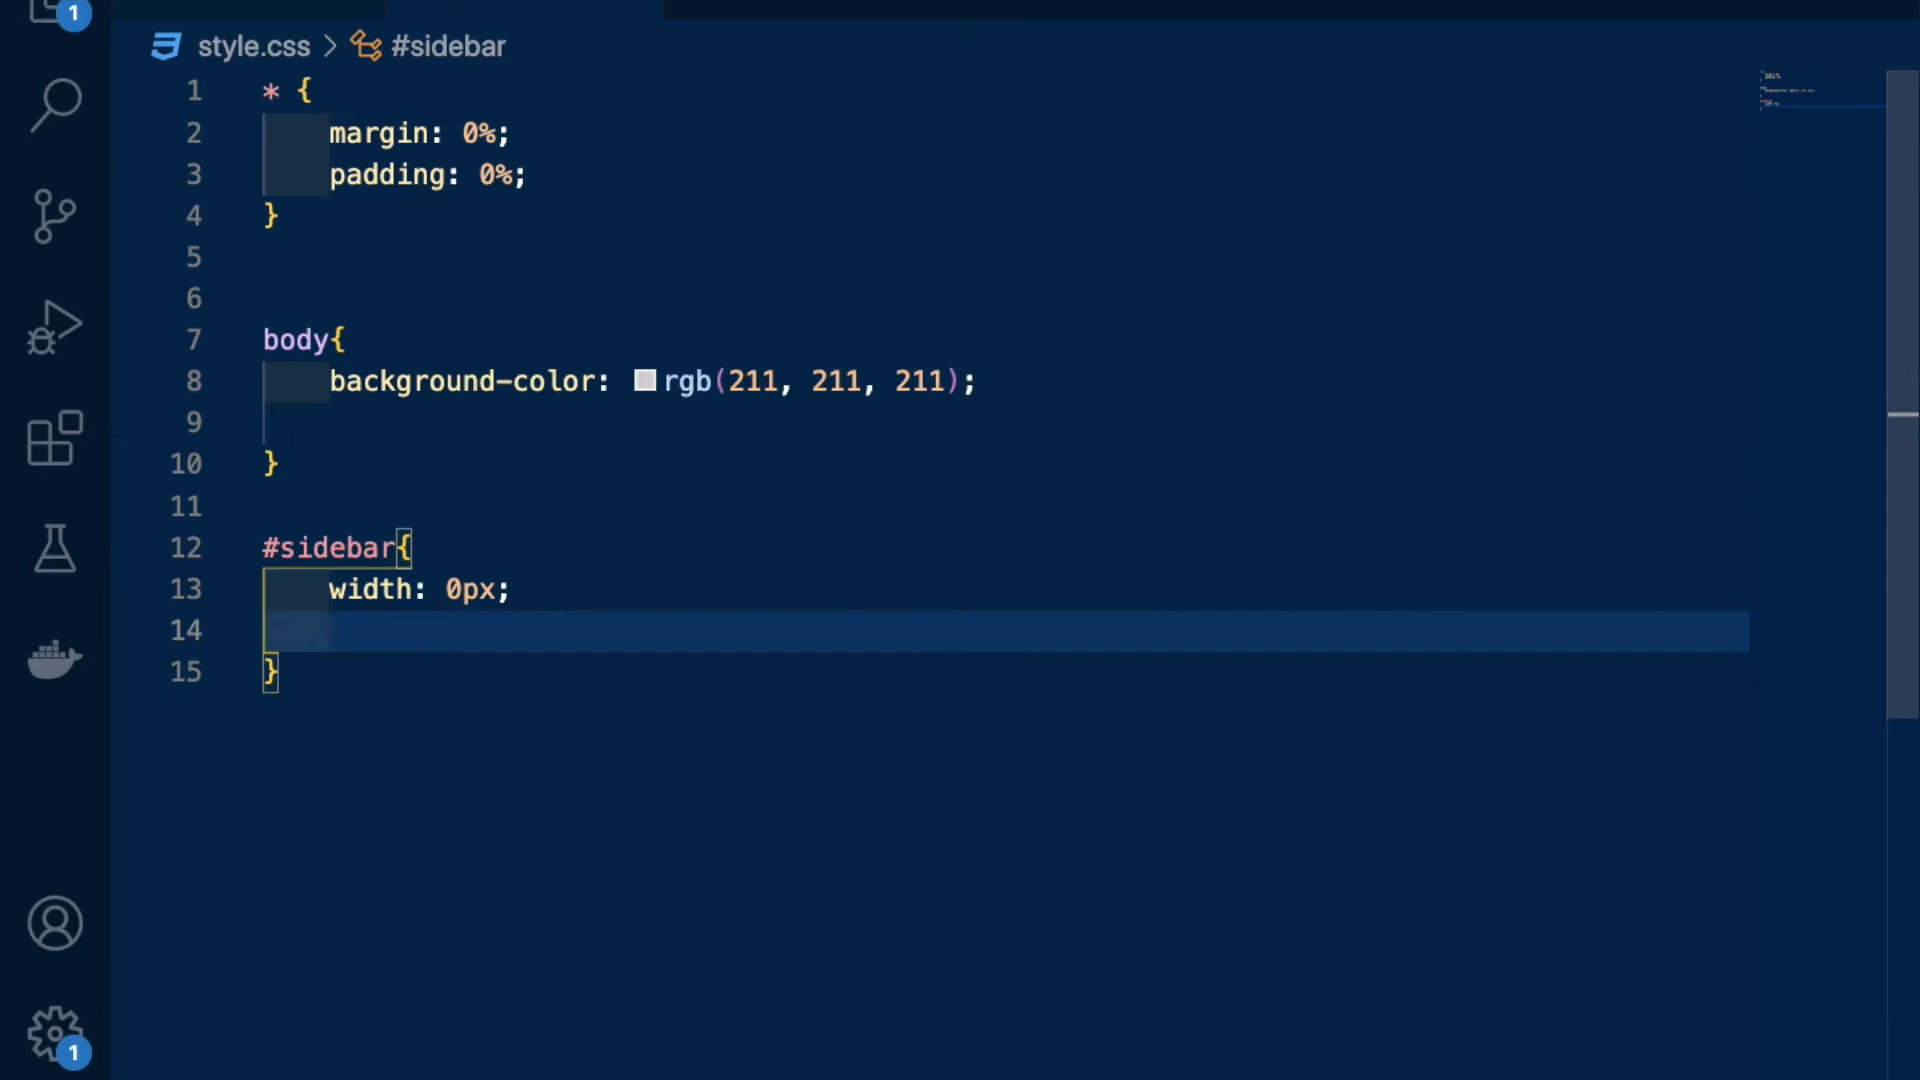 1
style.css > #sidebar
1 * {
2 margin: 0%;
3 padding: 0%;
4 }
5
6
7 body{
8 background-color: rgb(211, 211, 211);
9
10 }
11
12 #sidebar{
13 width: 0px;
14
15 }
1